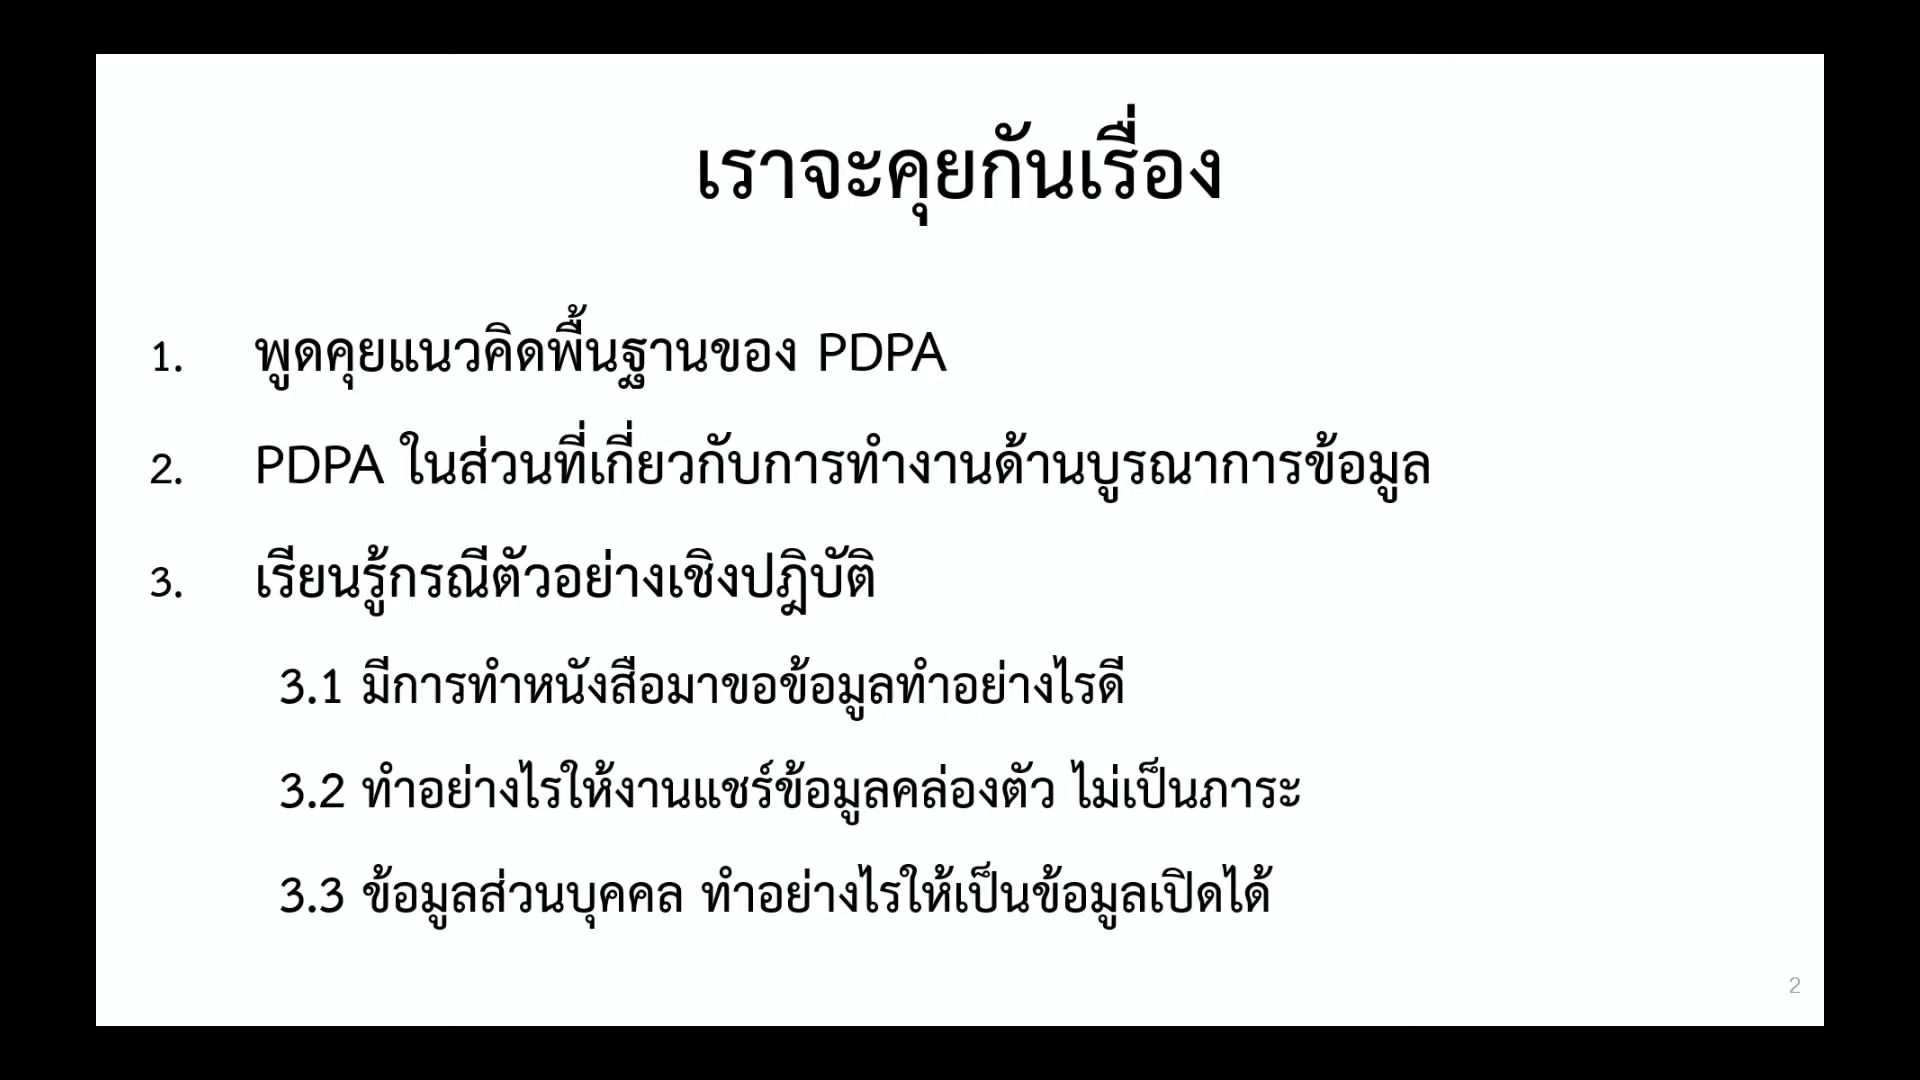 เราจะคุยกันเรื่อง
1. พูดคุยแนวคิดพื้นฐานของ PDPA
2. PDPA ในส่วนที่เกี่ยวกับการทำงานด้านบูรณาการข้อมูล
3. เรียนรู้กรณีตัวอย่างเชิงปฎิบัติ
3.1 มีการทำหนังสือมาขอข้อมูลทำอย่างไรดี
3.2 ทำอย่างไรให้งานแชร์ข้อมูลคล่องตัว ไม่เป็นภาระ
3.3 ข้อมูลส่วนบุคคล ทำอย่างไรให้เป็นข้อมูลเปิดได้
2